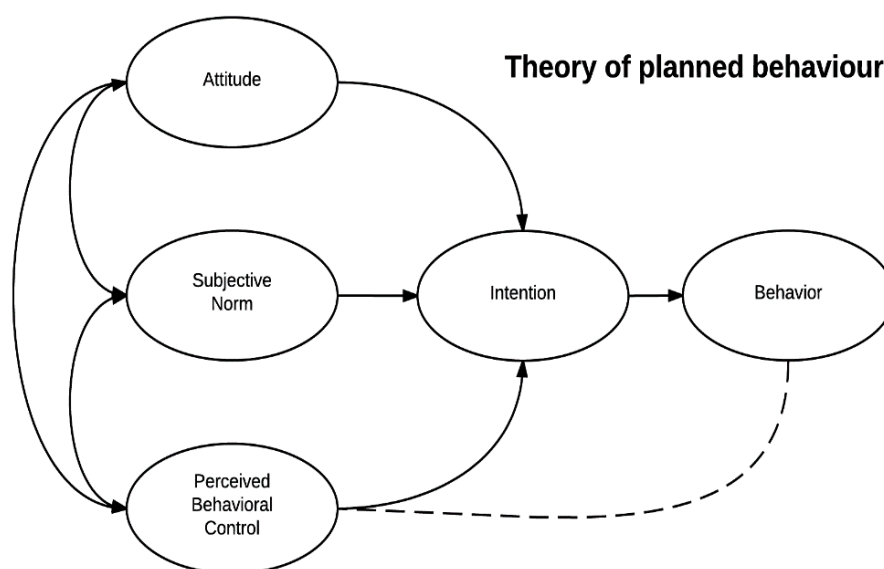 Theory of planned behaviour
Attitude
Subjective
Norm
Intention
Behavior
Perceived
Behavioral
Control